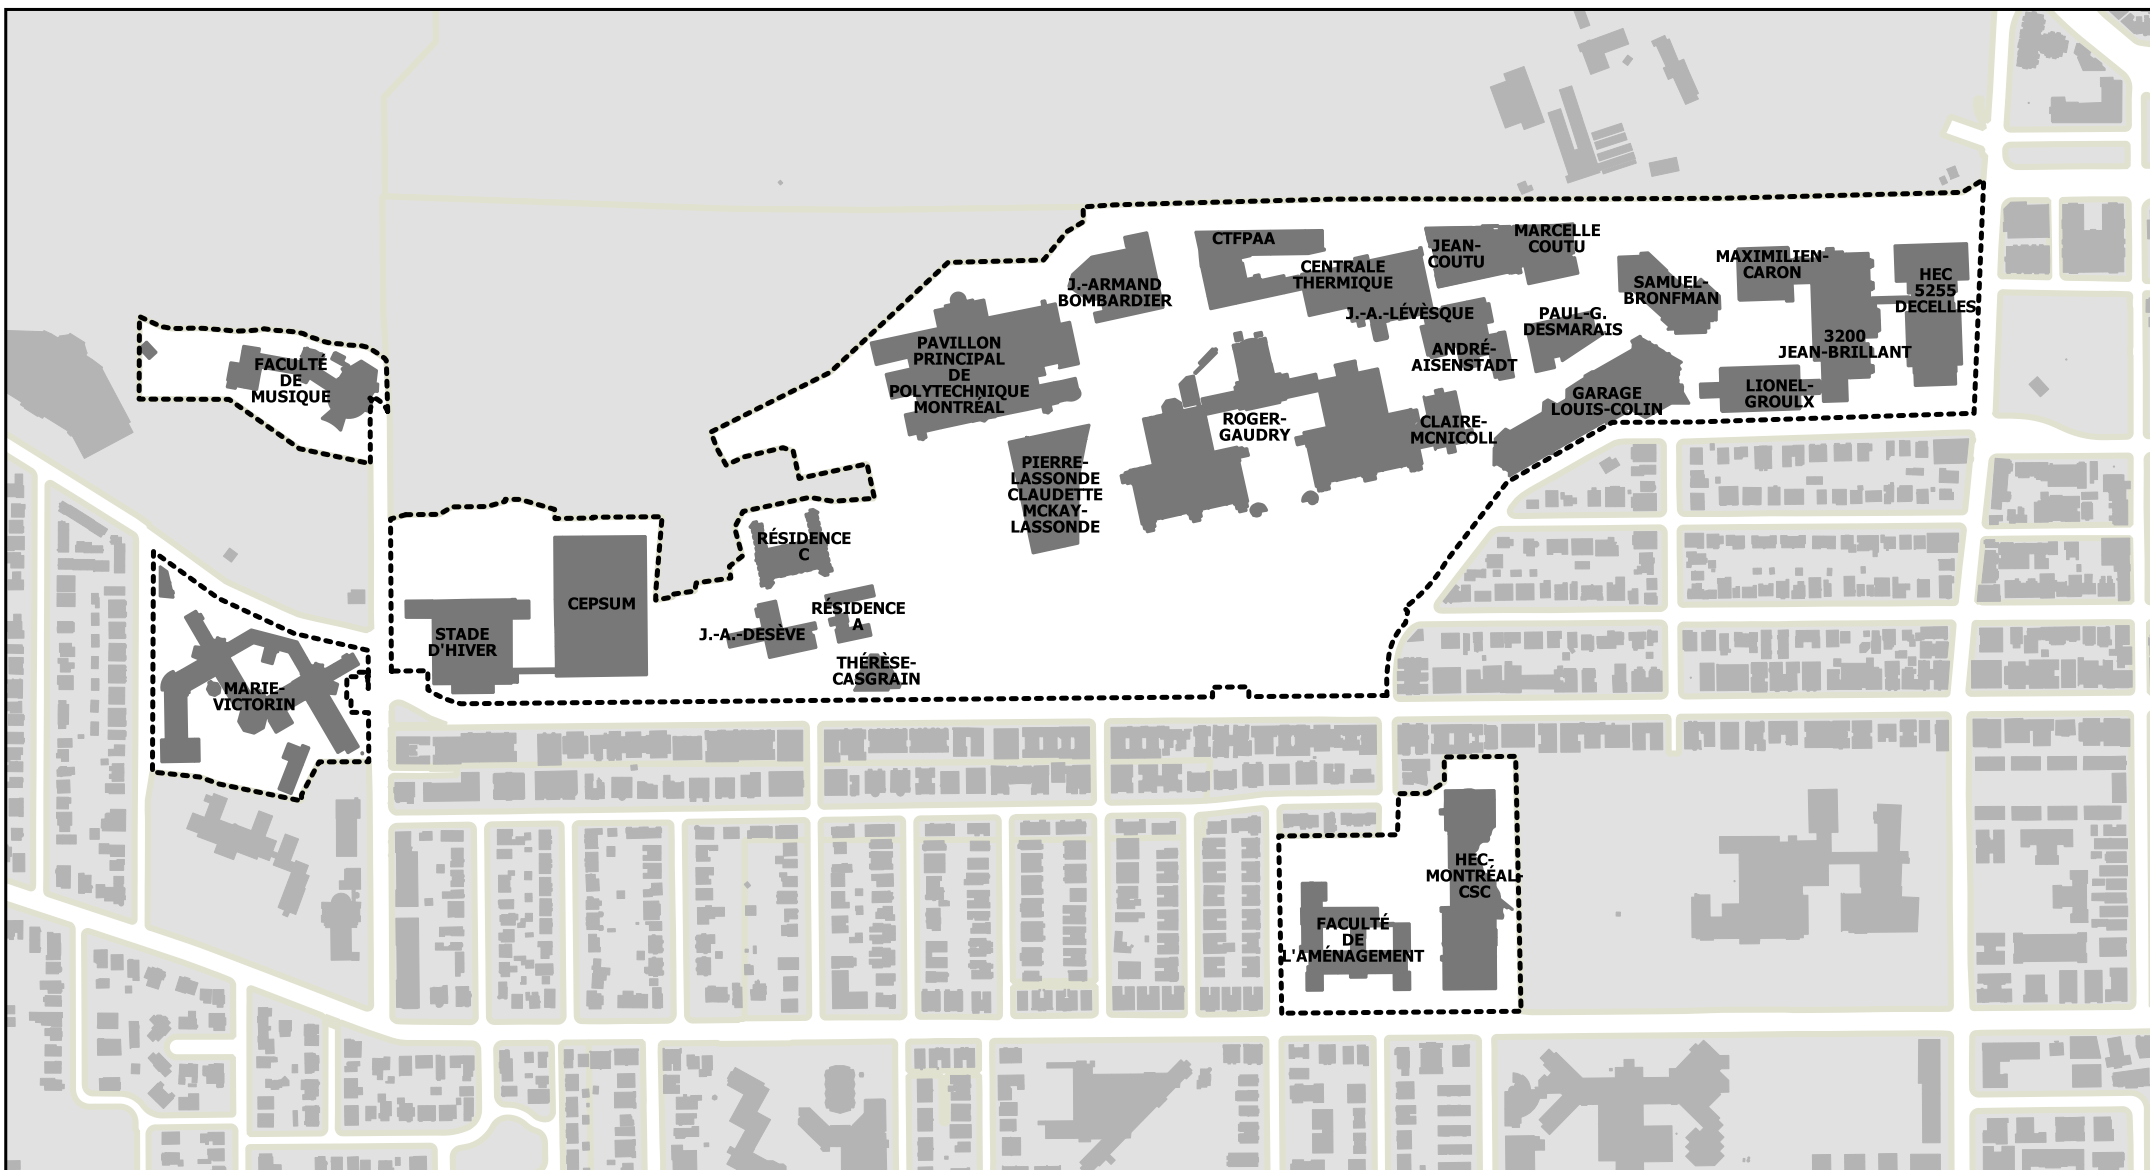 CTFPAA
MARCELLE
COUTU
JEAN-
COUTU
CENTRALE
THERMIQUE
J.-ARMAND
BOMBARDIER
SAMUEL-
BRONFMAN
MAXIMILIEN-
CARON
HEC
5255
DECELLES
J.-A.-LÉVÈSQUE
PAUL-G.
DESMARAIS
3200
JEAN-BRILLANT
PAVILLON
PRINCIPAL
DE
POLYTECHNIQUE
MONTRÉAL
ANDRÉ-
AISENSTADT
FACULTÉ
DE
MUSIQUE
LIONEL-
GROULX
GARAGE
LOUIS-COLIN
ROGER-
GAUDRY
CLAIRE-
MCNICOLL
PIERRE-
LASSONDE
CLAUDETTE
MCKAY-
LASSONDE
RÉSIDENCE
C
CEPSUM
RÉSIDENCE
A
STADE
D'HIVER
J.-A.-DESÈVE
THÉRÈSE-
CASGRAIN
MARIE-
VICTORIN
HEC-
MONTRÉAL-
CSC
FACULTÉ
DE
L'AMÉNAGEMENT